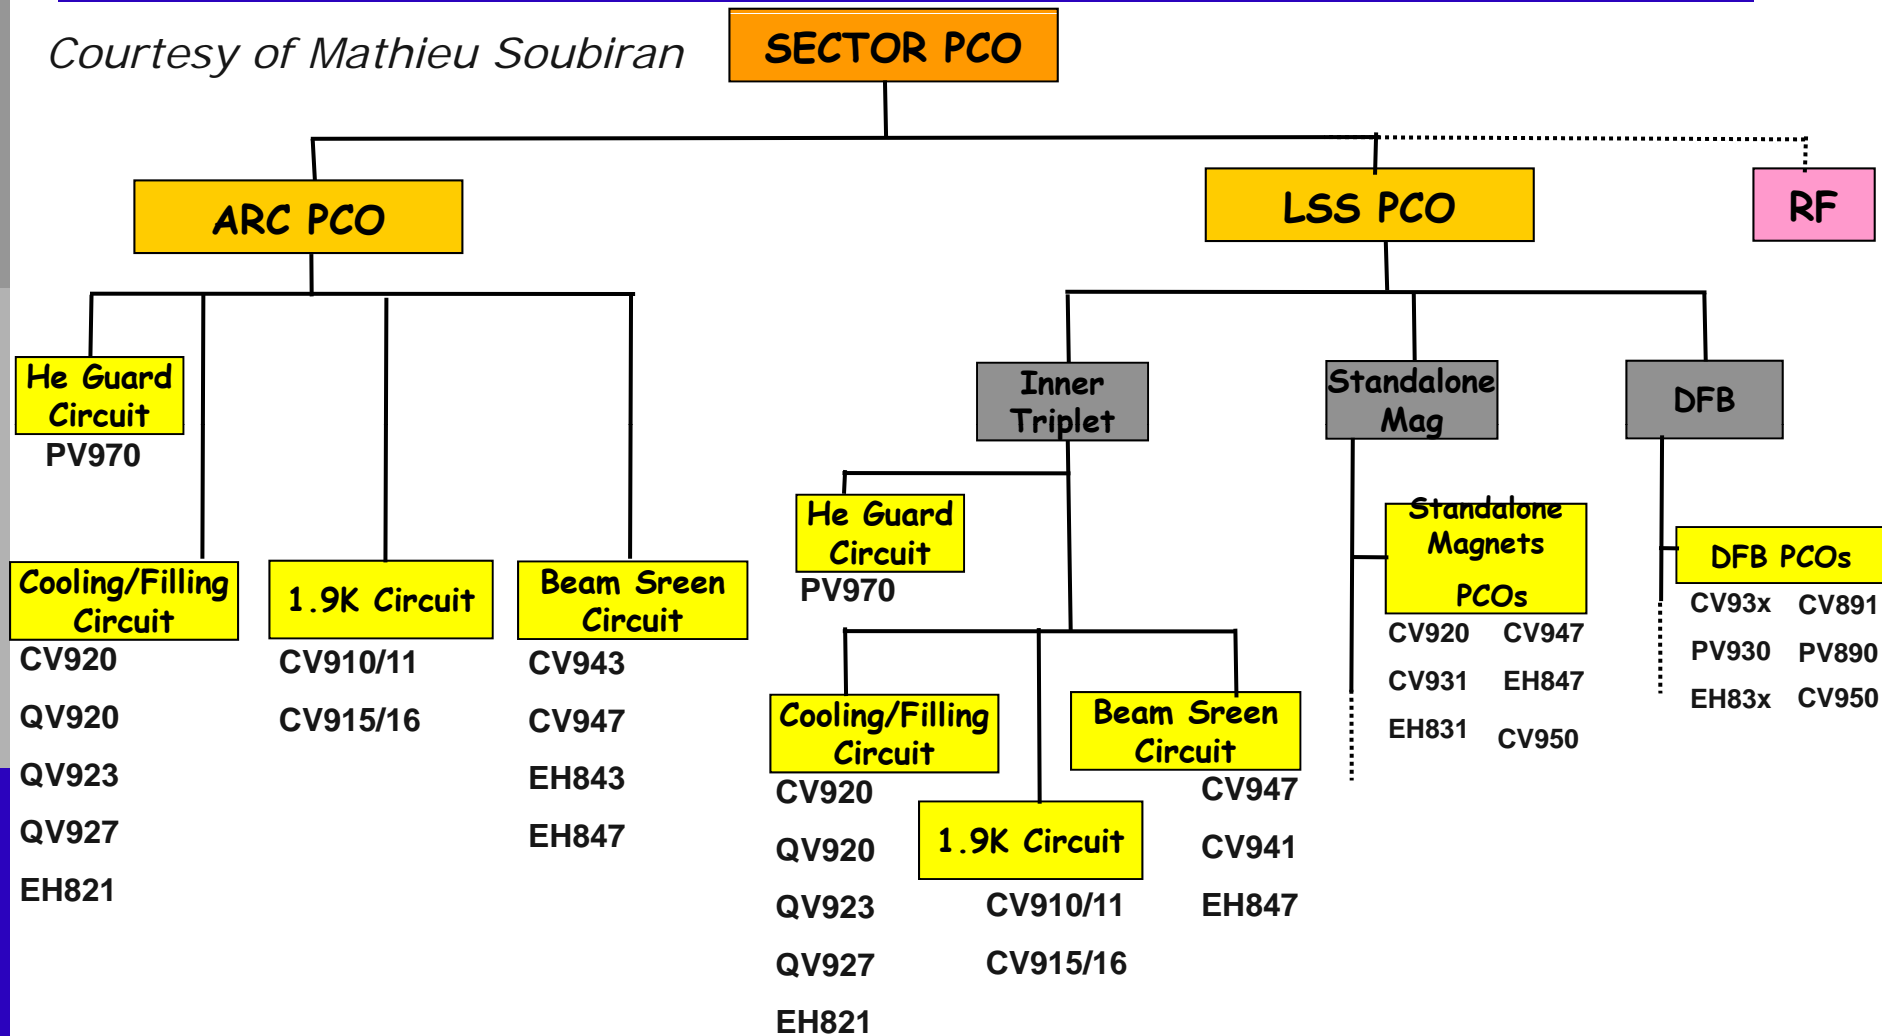 Courtesy of Mathieu Soubiran
SECTOR PCO
ARC PCO
LSS PCO
RF
He Guard
Circuit
PV970
Cooling/Filling
Circuit
CV920
QV920
QV923
QV927
EH821
1.9K Circuit
CV910/11
CV915/16
Beam Sreen
Circuit
CV943
CV947
EH843
EH847
Inner
Triplet
He Guard
Circuit
PV970
Cooling/Filling
Circuit
CV920
QV920
QV923
QV927
EH821
1.9K Circuit
CV910/11
CV915/16
Beam Sreen
Circuit
CV947
CV941
EH847
Standalone
Mag
Standalone
Magnets
PCOs
CV920 CV947
CV931 EH847
EH831 CV950
DFB
DFB PCOs
CV93x CV891
PV930 PV890
EH83x CV950